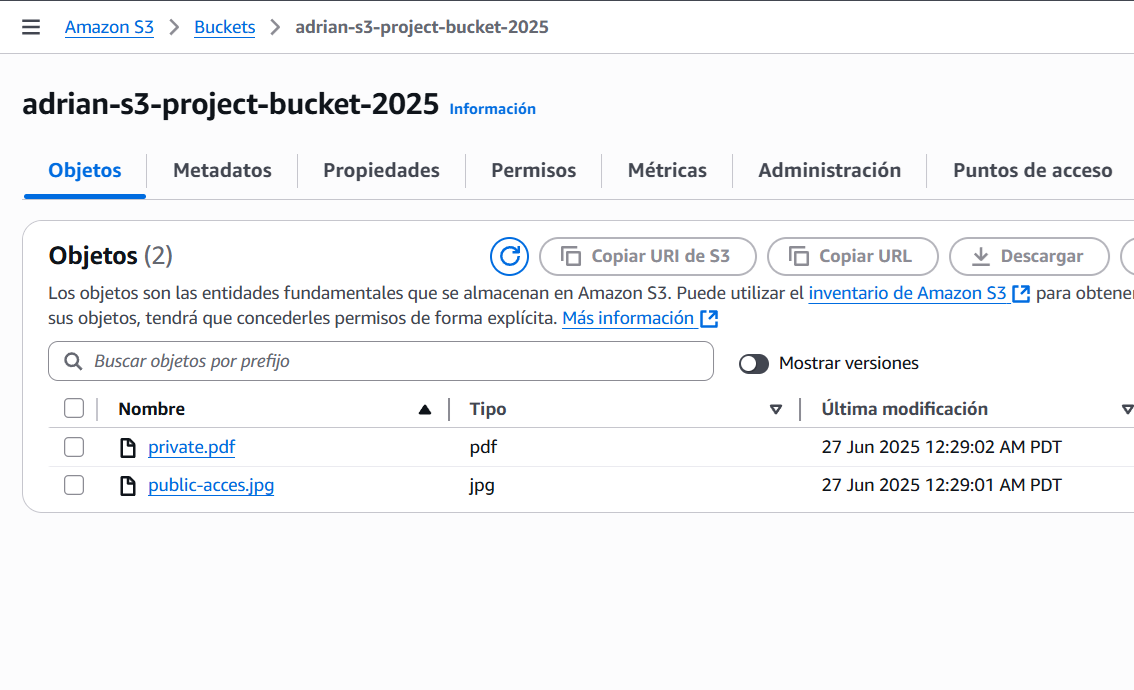 Amazon S3 > Buckets > adrian-s3-project-bucket-2025
adrian-s3-project-bucket-2025 Información
Objetos Metadatos Propiedades Permisos Métricas Administración Puntos de acceso
Objetos (2) Copiar URI de S3 Copiar URL Descargar
Los objetos son las entidades fundamentales que se almacenan en Amazon S3. Puede utilizar el inventario de Amazon S3 para obtener
sus objetos, tendrá que concederles permisos de forma explícita. Más información
Buscar objetos por prefijo Mostrar versiones
Nombre Tipo Última modificación
private.pdf pdf 27 Jun 2025 12:29:02 AM PDT
public-acces.jpg jpg 27 Jun 2025 12:29:01 AM PDT